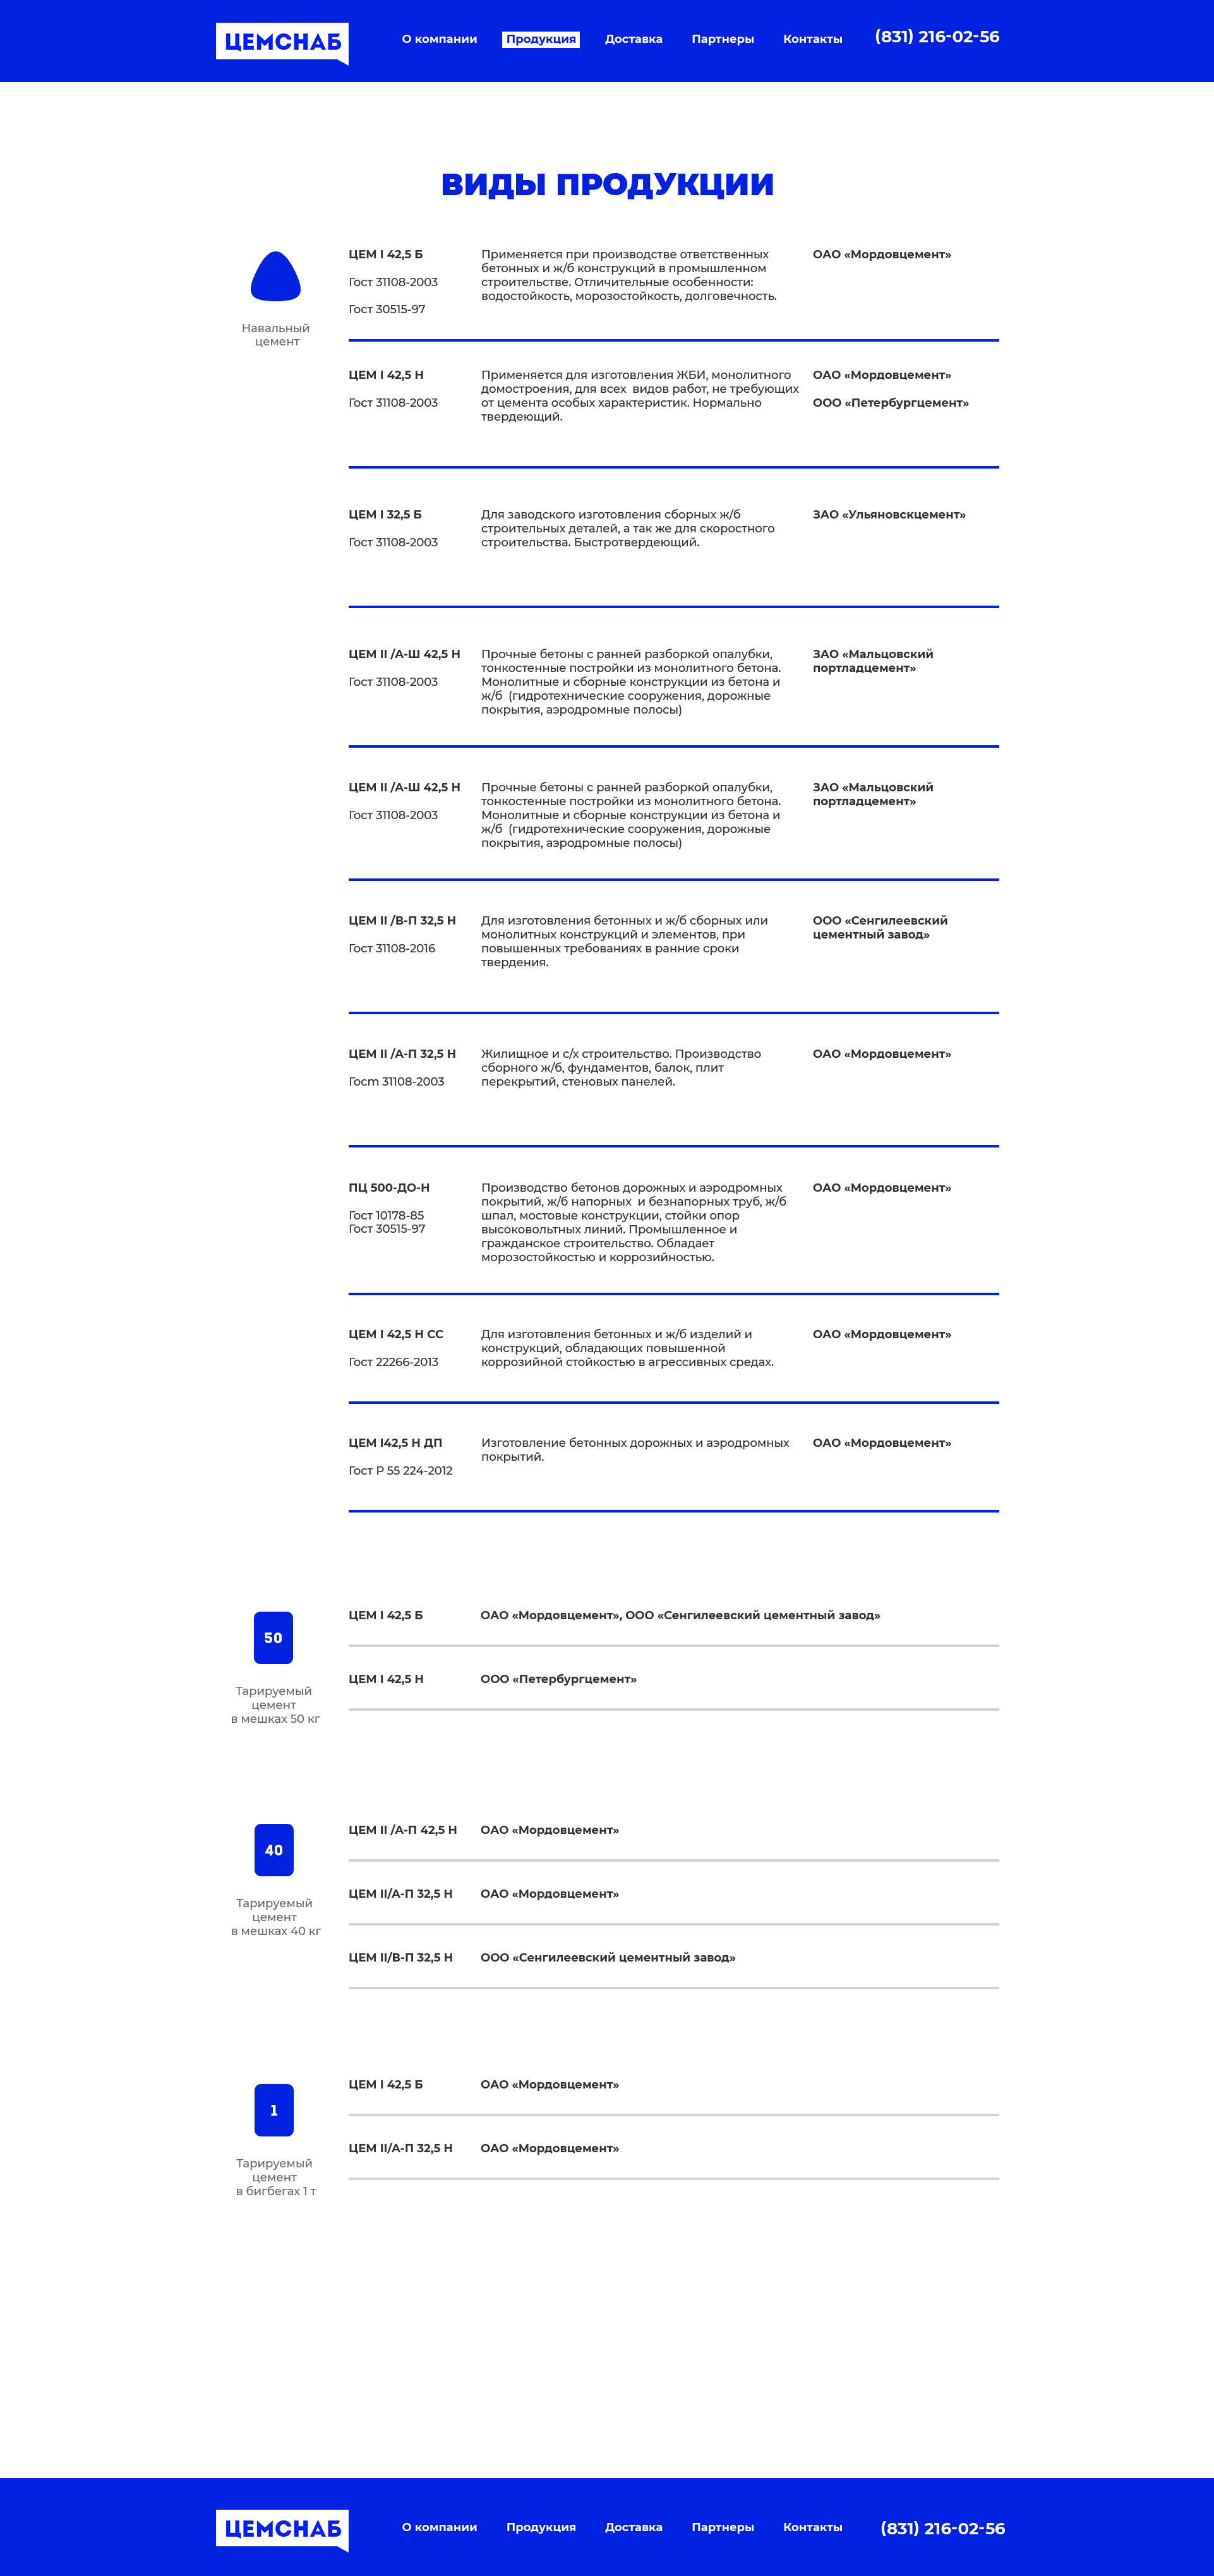 ЦЕМСНАБ
О компании
Продукция
Доставка
Партнеры
Контакты
(831) 216-02-56
ВИДЫ ПРОДУКЦИИ
Навальный
цемент
ЦЕМ I 42,5 Б
Гост 31108-2003
Гост 30515-97
Применяется при производстве ответственных
бетонных и ж/б конструкций в промышленном
строительстве. Отличительные особенности:
водостойкость, морозостойкость, долговечность.
ОАО «Мордовцемент»
ЦЕМ I 42,5 Н
Гост 31108-2003
Применяется для изготовления ЖБИ, монолитного
домостроения, для всех  видов работ, не требующих
от цемента особых характеристик. Нормально
твердеющий.
ОАО «Мордовцемент»
ООО «Петербургцемент»
ЦЕМ I 32,5 Б
Гост 31108-2003
Для заводского изготовления сборных ж/б
строительных деталей, а так же для скоростного
строительства. Быстротвердеющий.
ЗАО «Ульяновскцемент»
ЦЕМ II /А-Ш 42,5 Н
Гост 31108-2003
Прочные бетоны с ранней разборкой опалубки,
тонкостенные постройки из монолитного бетона.
Монолитные и сборные конструкции из бетона и
ж/б  (гидротехнические сооружения, дорожные
покрытия, аэродромные полосы)
ЗАО «Мальцовский
портладцемент»
ЦЕМ II /А-Ш 42,5 Н
Гост 31108-2003
Прочные бетоны с ранней разборкой опалубки,
тонкостенные постройки из монолитного бетона.
Монолитные и сборные конструкции из бетона и
ж/б  (гидротехнические сооружения, дорожные
покрытия, аэродромные полосы)
ЗАО «Мальцовский
портладцемент»
ЦЕМ II /В-П 32,5 Н
Гост 31108-2016
Для изготовления бетонных и ж/б сборных или
монолитных конструкций и элементов, при
повышенных требованиях в ранние сроки
твердения.
ООО «Сенгилеевский
цементный завод»
ЦЕМ II /А-П 32,5 Н
Госm 31108-2003
Жилищное и с/х строительство. Производство
сборного ж/б, фундаментов, балок, плит
перекрытий, стеновых панелей.
ОАО «Мордовцемент»
ПЦ 500-ДО-Н
Гост 10178-85
Гост 30515-97
Производство бетонов дорожных и аэродромных
покрытий, ж/б напорных  и безнапорных труб, ж/б
шпал, мостовые конструкции, стойки опор
высоковольтных линий. Промышленное и
гражданское строительство. Обладает
морозостойкостью и коррозийностью.
ОАО «Мордовцемент»
ЦЕМ I 42,5 Н СС
Гост 22266-2013
Для изготовления бетонных и ж/б изделий и
конструкций, обладающих повышенной
коррозийной стойкостью в агрессивных средах.
ОАО «Мордовцемент»
ЦЕМ I42,5 Н ДП
Гост Р 55 224-2012
Изготовление бетонных дорожных и аэродромных
покрытий.
ОАО «Мордовцемент»
50
Тарируемый
цемент
в мешках 50 кг
ЦЕМ I 42,5 Б
ОАО «Мордовцемент», ООО «Сенгилеевский цементный завод»
ЦЕМ I 42,5 Н
ООО «Петербургцемент»
40
Тарируемый
цемент
в мешках 40 кг
ЦЕМ II /А-П 42,5 Н
ОАО «Мордовцемент»
ЦЕМ II/А-П 32,5 Н
ОАО «Мордовцемент»
ЦЕМ II/В-П 32,5 Н
ООО «Сенгилеевский цементный завод»
1
Тарируемый
цемент
в бигбегах 1 т
ЦЕМ I 42,5 Б
ОАО «Мордовцемент»
ЦЕМ II/А-П 32,5 Н
ОАО «Мордовцемент»
ЦЕМСНАБ
О компании
Продукция
Доставка
Партнеры
Контакты
(831) 216-02-56